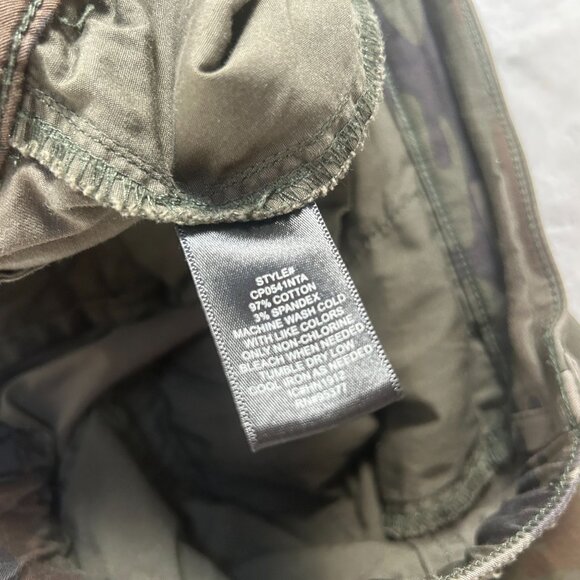 STYLE#
CP0541NTA
97% COTTON
3% SPANDEX
MACHINE WASH COLD
WITH LIKE COLORS
ONLY NON-CHLORINE
BLEACH WHEN NEEDED
TUMBLE DRY LOW
COOL IRON AS NEEDED